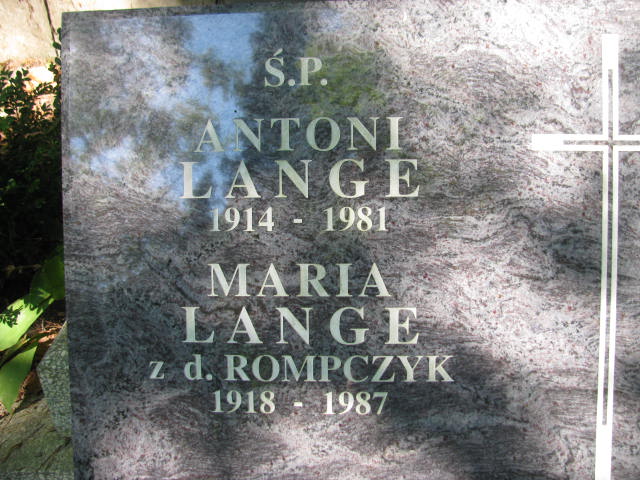 Ś.P.
ANTONI
LANGE
1914 - 1981
MARIA
LANGE
z d. ROMPCZYK
1918 - 1987